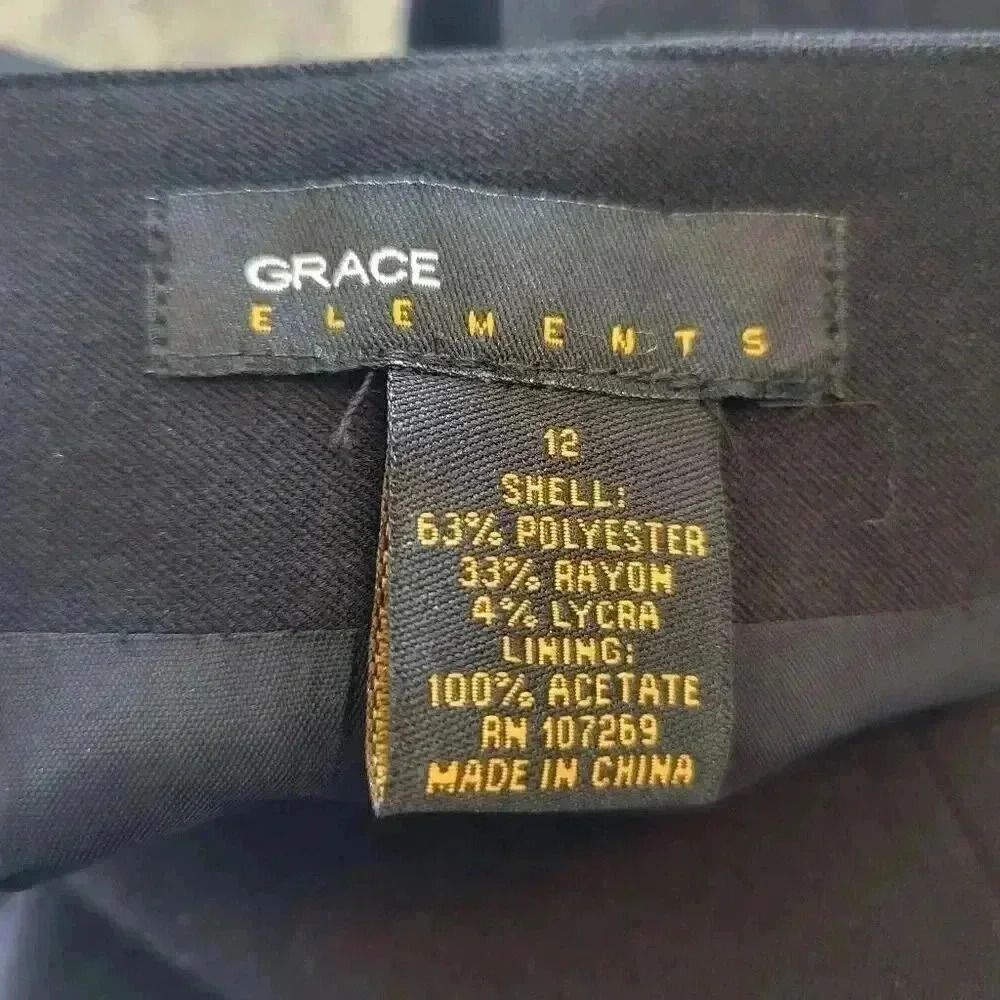 GRACE
ELEMENTS
12
SHELL:
63% POLYESTER
33% RAYON
4% LYCRA
LINING:
100% ACETATE
RN 107269
MADE IN CHINA